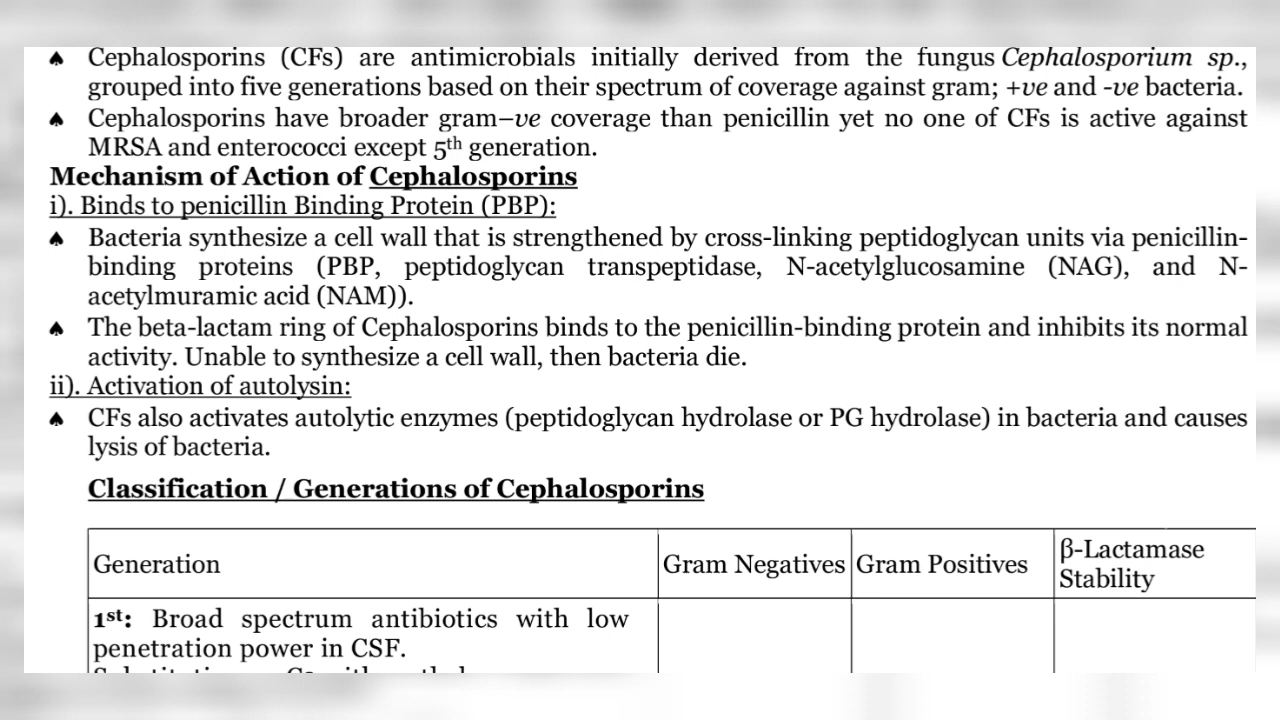 ♠ Cephalosporins (CFs) are antimicrobials initially derived from the fungus Cephalosporium sp.,
grouped into five generations based on their spectrum of coverage against gram; +ve and -ve bacteria.
♠ Cephalosporins have broader gram–ve coverage than penicillin yet no one of CFs is active against
MRSA and enterococci except 5th generation.
Mechanism of Action of Cephalosporins
i). Binds to penicillin Binding Protein (PBP):
♠ Bacteria synthesize a cell wall that is strengthened by cross-linking peptidoglycan units via penicillin-
binding proteins (PBP, peptidoglycan transpeptidase, N-acetylglucosamine (NAG), and N-
acetylmuramic acid (NAM)).
♠ The beta-lactam ring of Cephalosporins binds to the penicillin-binding protein and inhibits its normal
activity. Unable to synthesize a cell wall, then bacteria die.
ii). Activation of autolysin:
♠ CFs also activates autolytic enzymes (peptidoglycan hydrolase or PG hydrolase) in bacteria and causes
lysis of bacteria.
Classification / Generations of Cephalosporins
Generation
Gram Negatives
Gram Positives
β-Lactamase
Stability
1st: Broad spectrum antibiotics with low
penetration power in CSF.